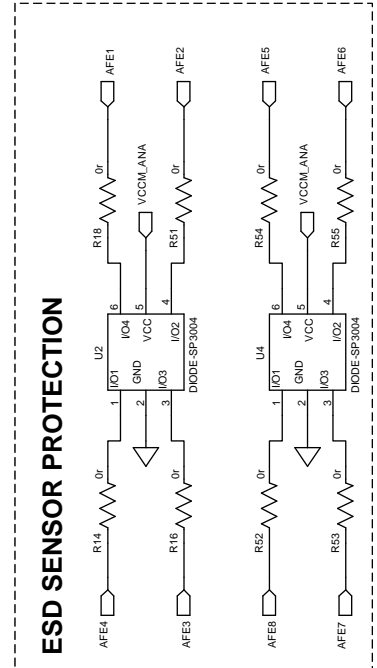 ESD SENSOR PROTECTION
AFE4
R14
0r
1
I/O1
U2
6
I/O4
R18
0r
AFE1
2
GND
VCC
5
VCCM_ANA
AFE3
R16
0r
3
I/O3
I/O2
4
R51
0r
AFE2
DIODE-SP3004
AFE8
R52
0r
1
I/O1
U4
6
I/O4
R54
0r
AFE5
2
GND
VCC
5
VCCM_ANA
AFE7
R53
0r
3
I/O3
I/O2
4
R55
0r
AFE6
DIODE-SP3004